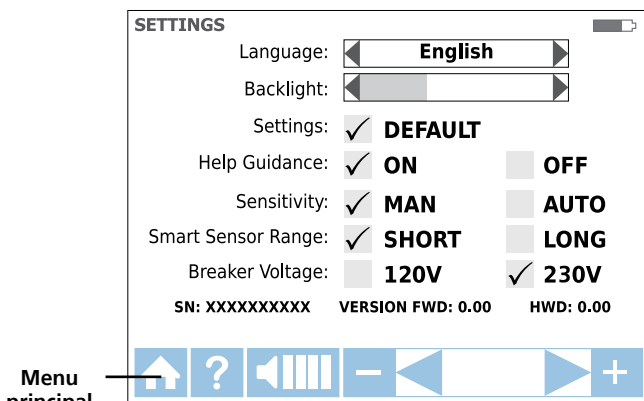 SETTINGS
Language: English
Backlight:
Settings: ✓ DEFAULT
Help Guidance: ✓ ON OFF
Sensitivity: ✓ MAN AUTO
Smart Sensor Range: ✓ SHORT LONG
Breaker Voltage: 120V ✓ 230V
SN: XXXXXXXXXX VERSION FWD: 0.00 HWD: 0.00
? − +
Menu
principal